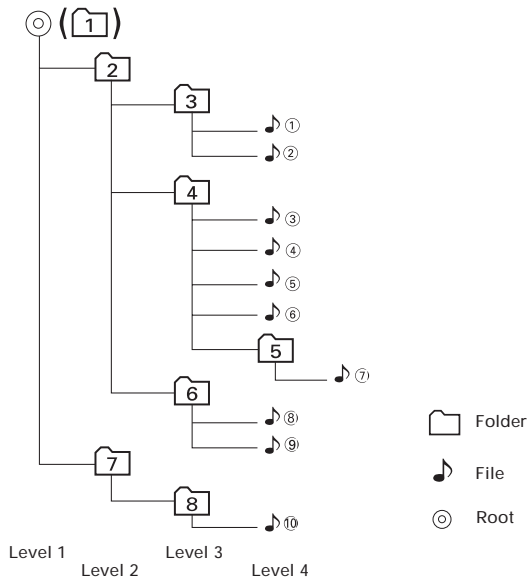 (1)
2
3
①
②
4
③
④
⑤
⑥
5
⑦
6
⑧
⑨
7
8
⑩
Folder
File
Root
Level 1
Level 2
Level 3
Level 4